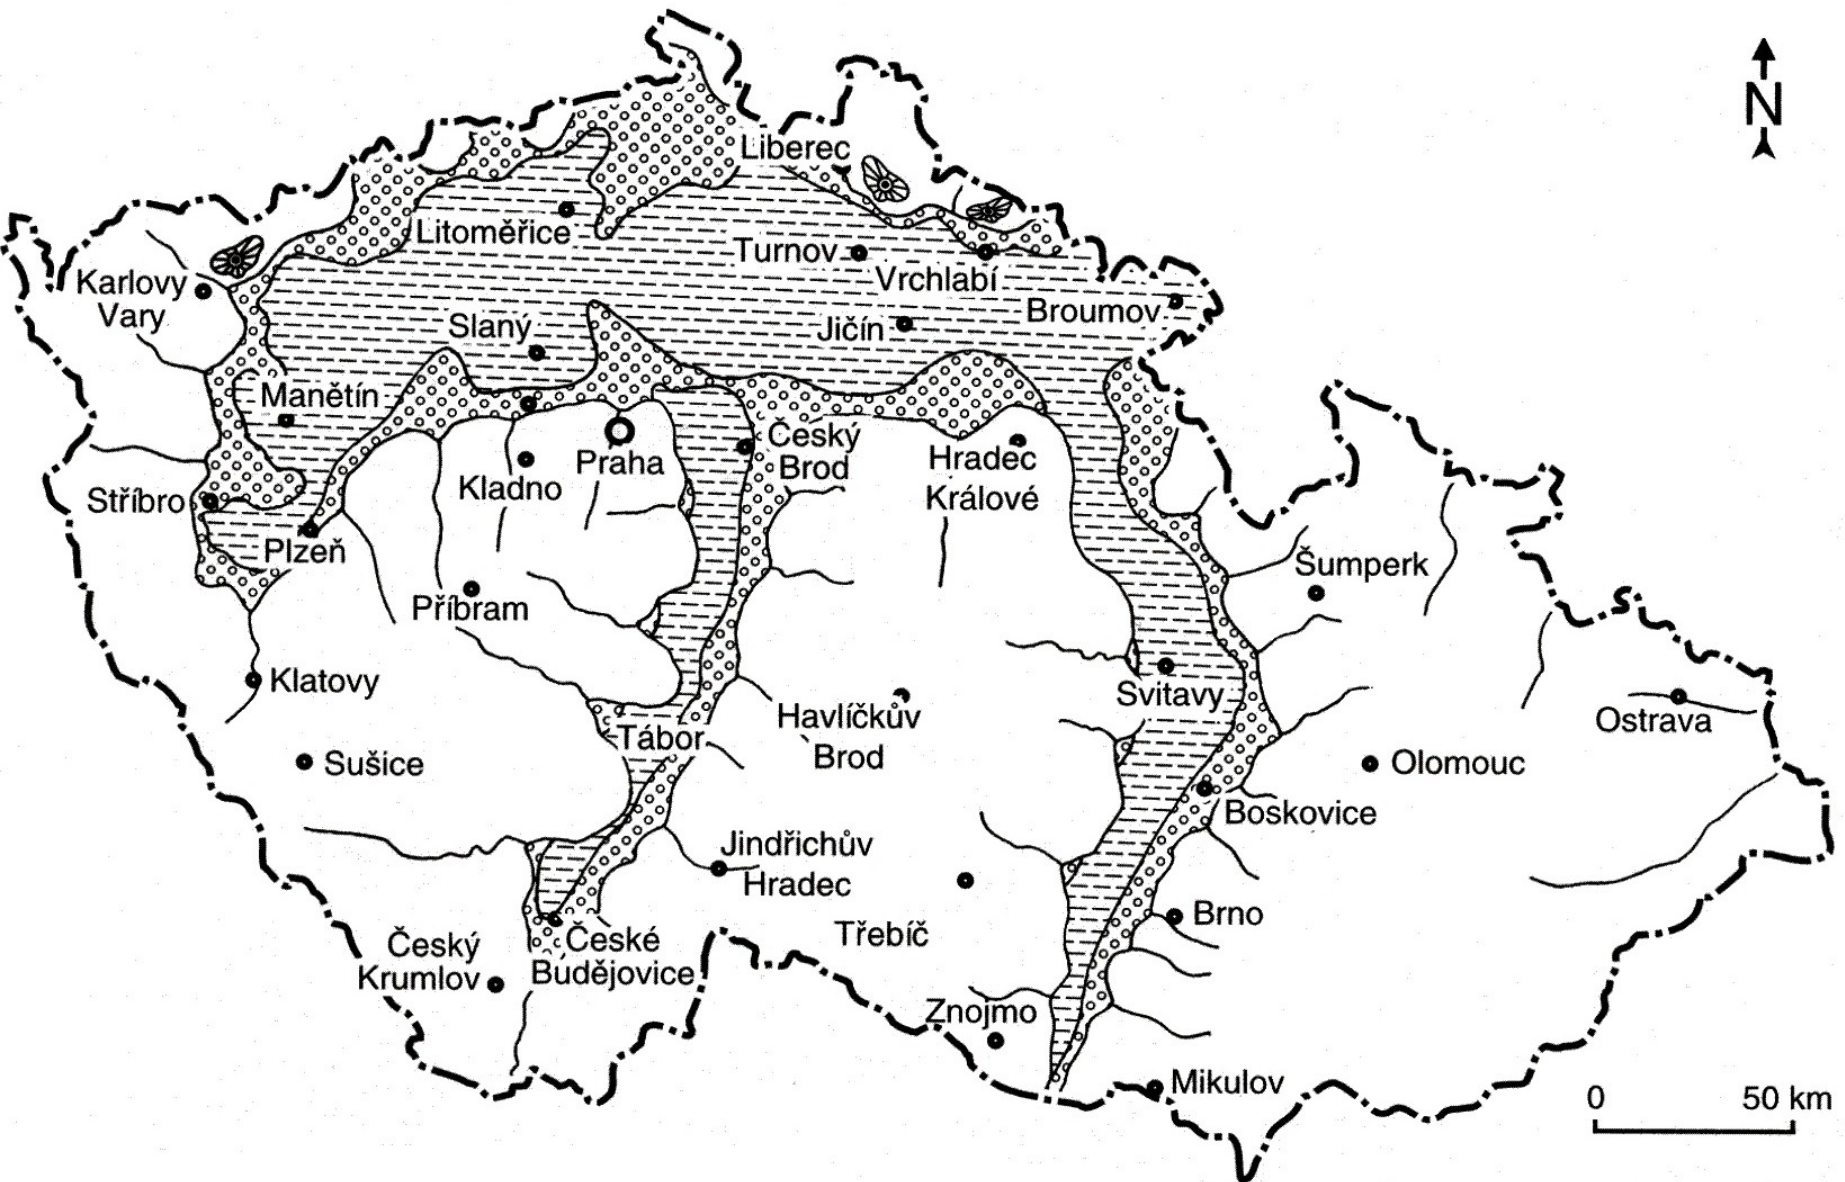 N
Liberec
Litoměřice
Turnov
Vrchlabí
Karlovy
Vary
Broumov
Slaný
Jičín
Manětín
Český
Brod
Praha
Hradec
Králové
Kladno
Stříbro
Plzeň
Šumperk
Příbram
Klatovy
Svitavy
Havlíčkův
Brod
Ostrava
Tábor
Sušice
Olomouc
Boskovice
Jindřichův
Hradec
Brno
Třebíč
České
Budějovice
Český
Krumlov
Znojmo
Mikulov
0 50 km